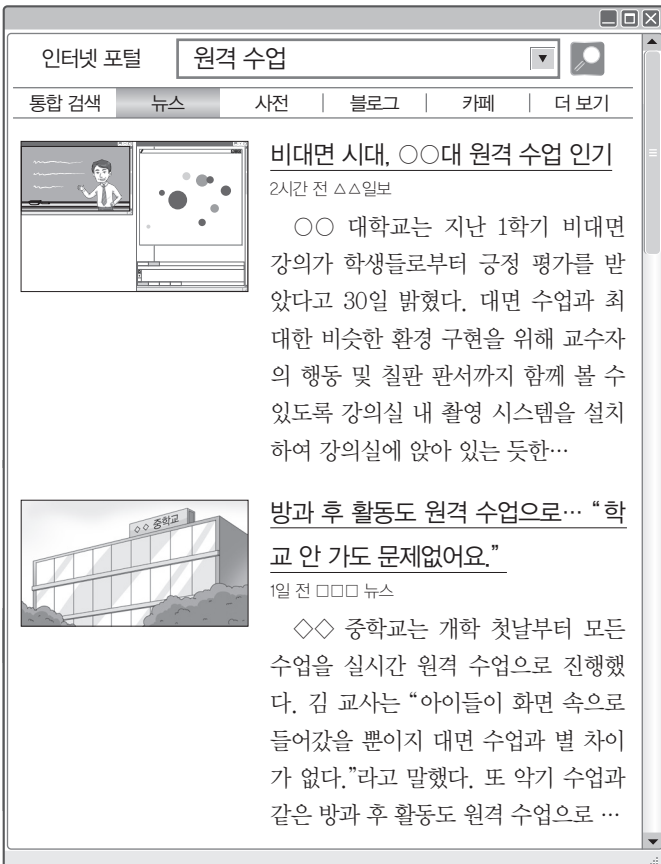 인터넷 포털
원격 수업
통합 검색 뉴스 사전 | 블로그 | 카페 | 더 보기
비대면 시대, ○○대 원격 수업 인기
2시간 전 △△일보
○○ 대학교는 지난 1학기 비대면
강의가 학생들로부터 긍정 평가를 받
았다고 30일 밝혔다. 대면 수업과 최
대한 비슷한 환경 구현을 위해 교수자
의 행동 및 칠판 판서까지 함께 볼 수
있도록 강의실 내 촬영 시스템을 설치
하여 강의실에 앉아 있는 듯한…
◇◇ 중학교
방과 후 활동도 원격 수업으로… “학
교 안 가도 문제없어요.”
1일 전 □□□ 뉴스
◇◇ 중학교는 개학 첫날부터 모든
수업을 실시간 원격 수업으로 진행했
다. 김 교사는 “아이들이 화면 속으로
들어갔을 뿐이지 대면 수업과 별 차이
가 없다.”라고 말했다. 또 악기 수업과
같은 방과 후 활동도 원격 수업으로 …